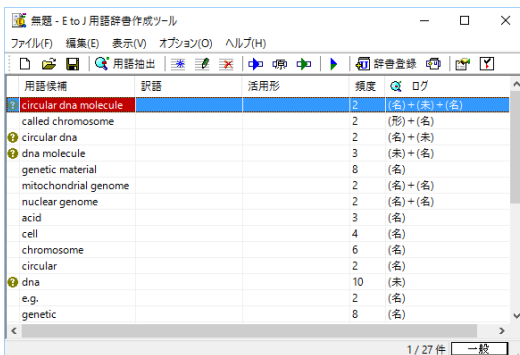 無題 - E to J 用語辞書作成ツール
ファイル(F) 編集(E) 表示(V) オプション(O) ヘルプ(H)
用語抽出 辞書登録
用語候補 訳語 活用形 頻度 ログ
circular dna molecule 2 (名)+(未)+(名)
called chromosome 2 (形)+(名)
circular dna 2 (名)+(未)
dna molecule 3 (未)+(名)
genetic material 8 (名)
mitochondrial genome 2 (名)+(名)
nuclear genome 2 (名)+(名)
acid 3 (名)
cell 4 (名)
chromosome 6 (名)
circular 2 (名)
dna 10 (未)
e.g. 2 (名)
genetic 8 (名)
1 / 27 件 一般